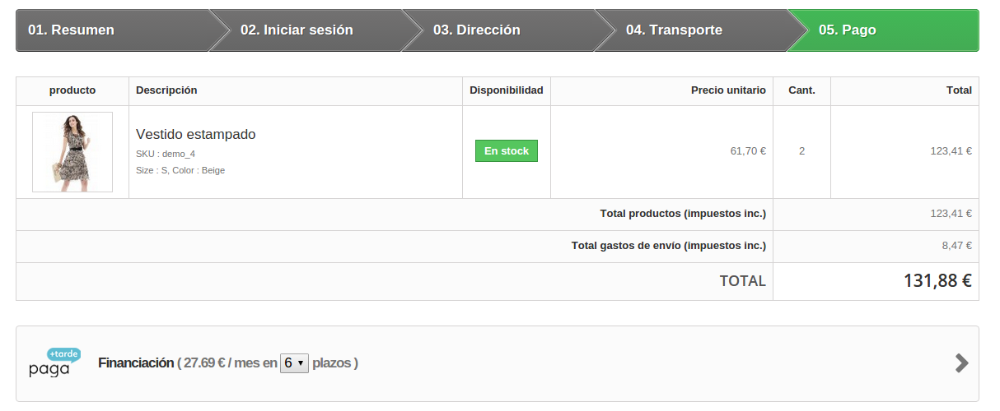 01. Resumen 02. Iniciar sesión 03. Dirección 04. Transporte 05. Pago
producto Descripción Disponibilidad Precio unitario Cant. Total
Vestido estampado
SKU : demo_4
Size : S, Color : Beige
En stock 61,70 € 2 123,41 €
Total productos (impuestos inc.) 123,41 €
Total gastos de envío (impuestos inc.) 8,47 €
TOTAL 131,88 €
+tarde
paga
Financiación ( 27.69 € / mes en 6 plazos )